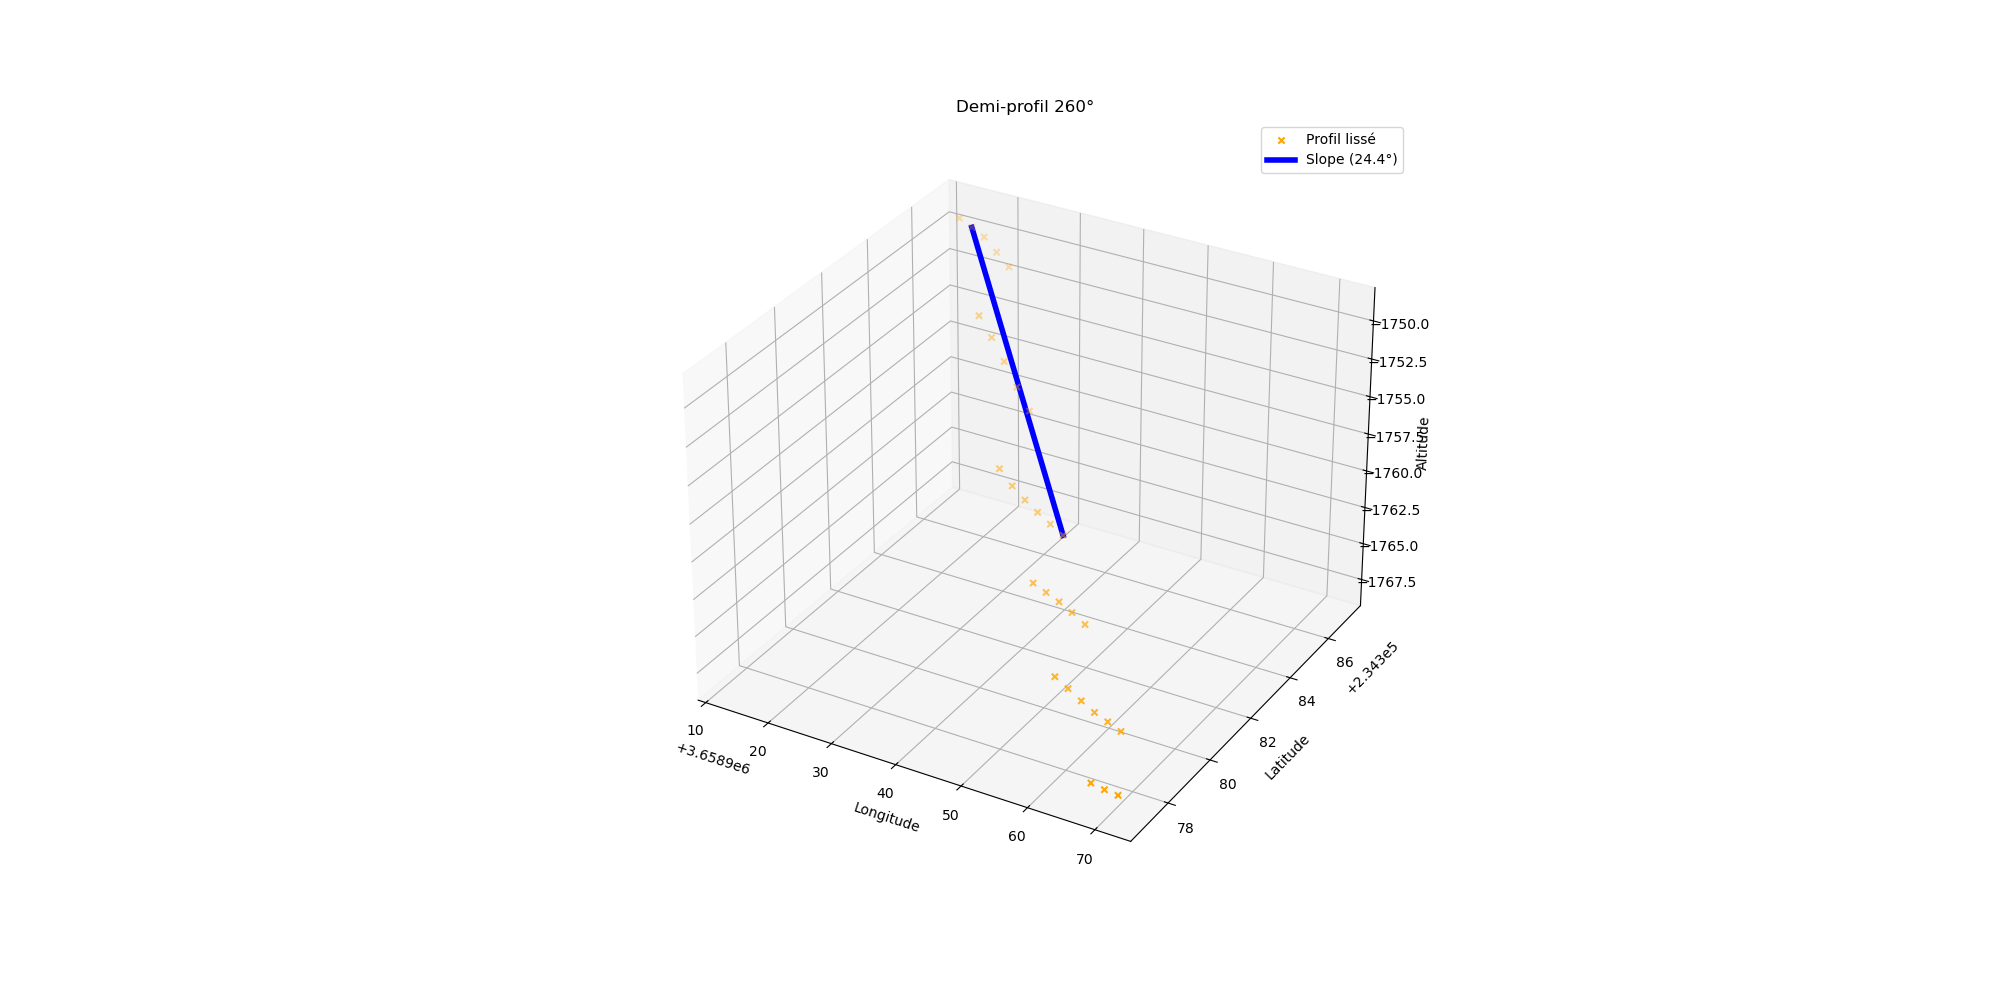 Demi-profil 260°
Profil lissé
Slope (24.4°)
−1750.0
−1752.5
−1755.0
−1757.5
Altitude
−1760.0
−1762.5
−1765.0
−1767.5
86
+2.343e5
84
82
Latitude
80
78
10
+3.6589e6
20
30
40
Longitude
50
60
70